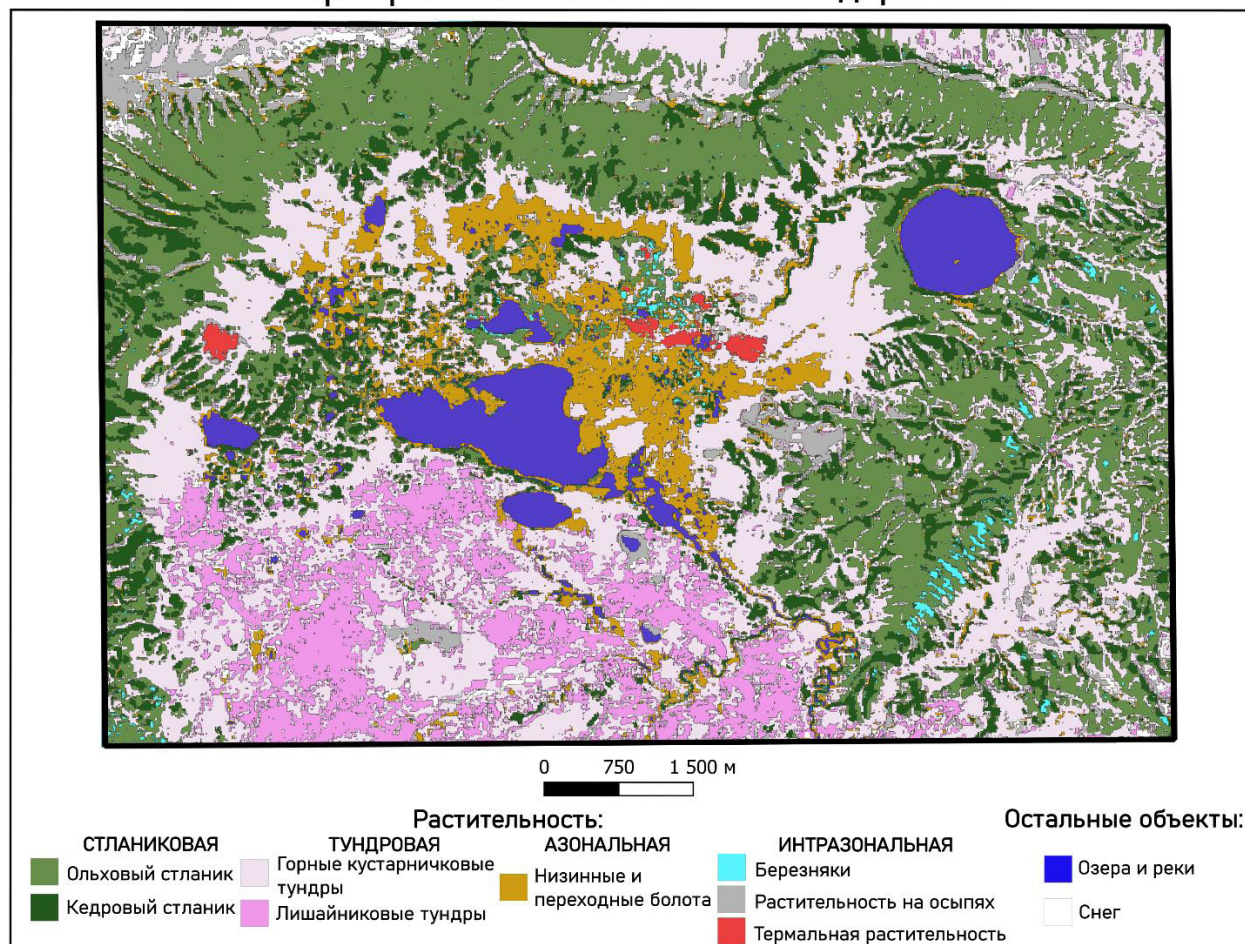 0 750 1 500 м
Растительность:
Остальные объекты:
СТЛАНИКОВАЯ
Ольховый стланик
Кедровый стланик
ТУНДРОВАЯ
Горные кустарничковые
тундры
Лишайниковые тундры
АЗОНАЛЬНАЯ
Низинные и
переходные болота
ИНТРАЗОНАЛЬНАЯ
Березняки
Растительность на осыпях
Термальная растительность
Озера и реки
Снег